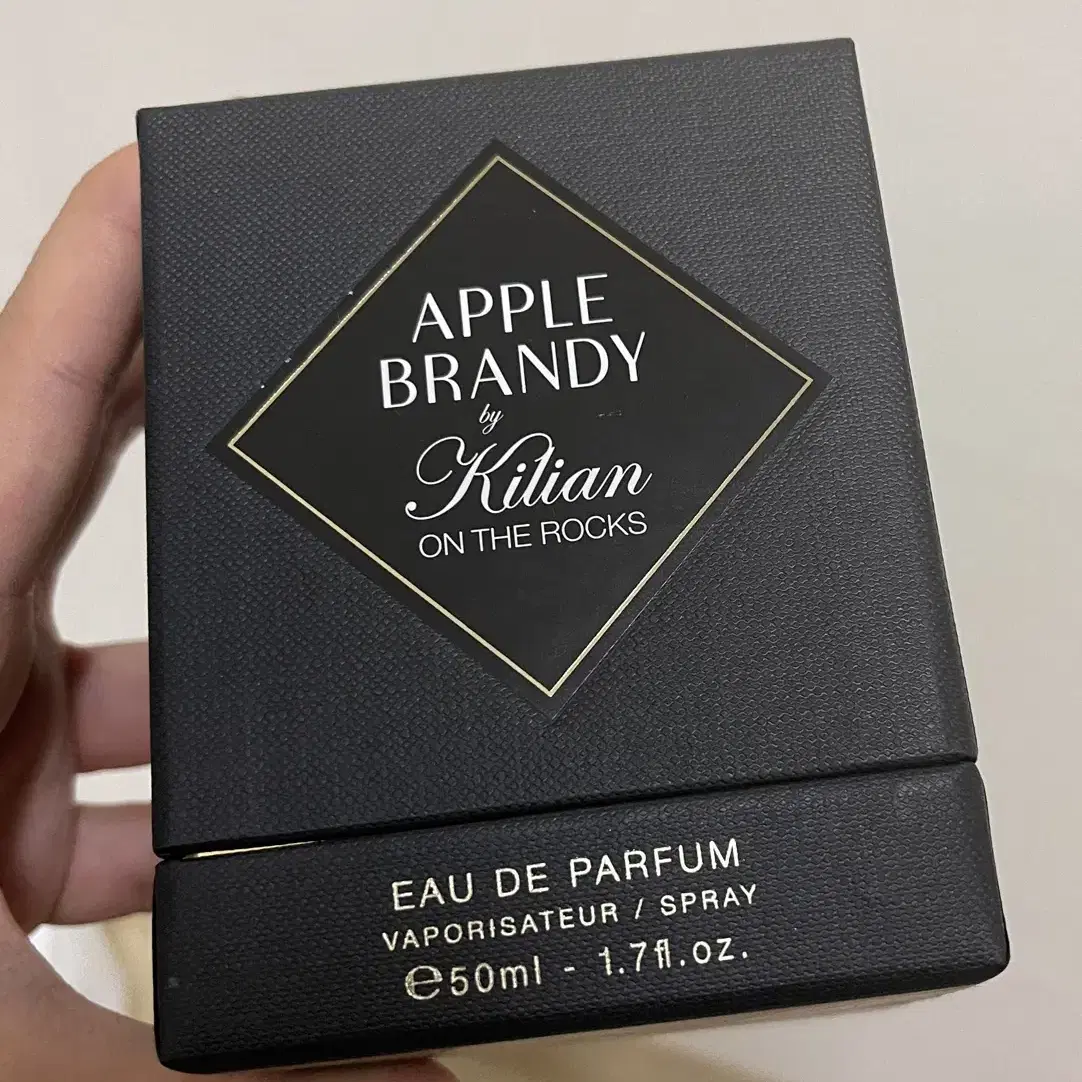 APPLE
BRANDY
by
Kilian
ON THE ROCKS
EAU DE PARFUM
VAPORISATEUR / SPRAY
℮50ml - 1.7fl.oz.